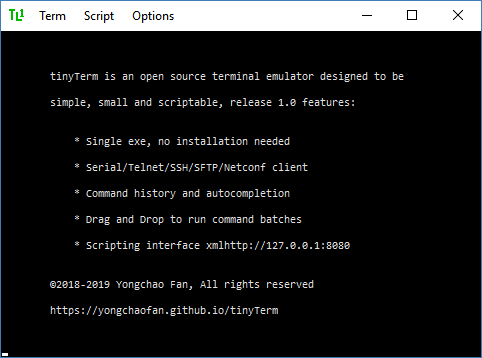 TL1 Term Script Options
tinyTerm is an open source terminal emulator designed to be
simple, small and scriptable, release 1.0 features:
* Single exe, no installation needed
* Serial/Telnet/SSH/SFTP/Netconf client
* Command history and autocompletion
* Drag and Drop to run command batches
* Scripting interface xmlhttp://127.0.0.1:8080
©2018-2019 Yongchao Fan, All rights reserved
https://yongchaofan.github.io/tinyTerm